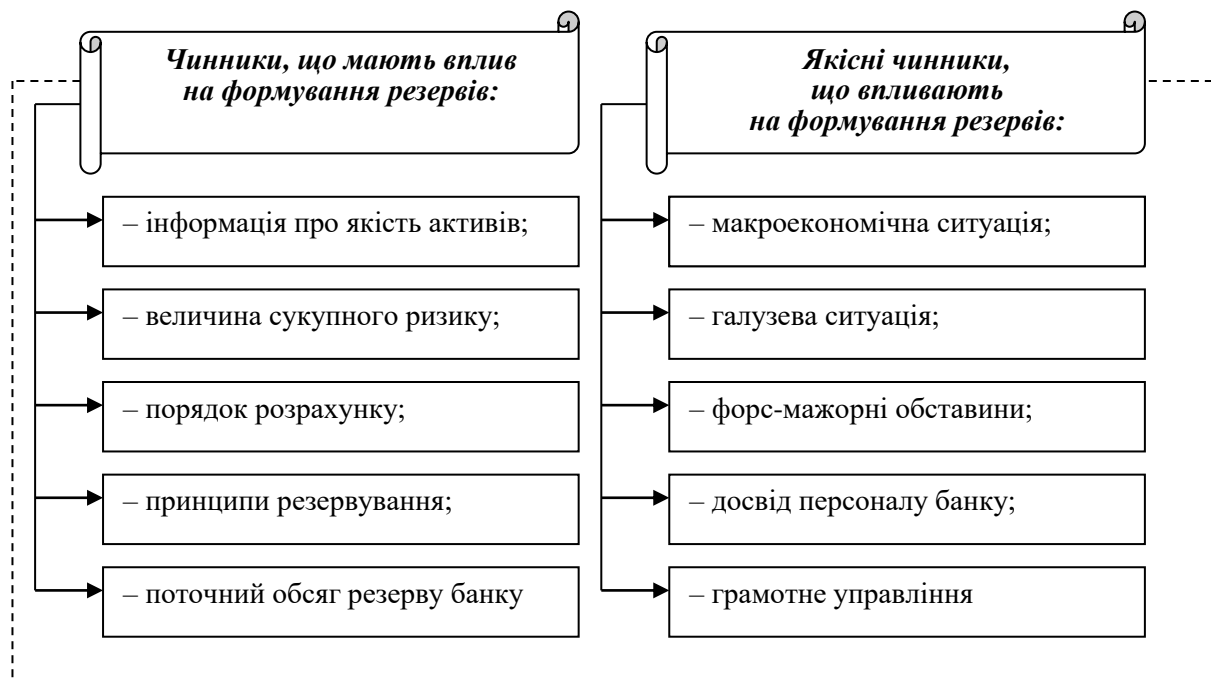 Чинники, що мають вплив
на формування резервів:
– інформація про якість активів;
– величина сукупного ризику;
– порядок розрахунку;
– принципи резервування;
– поточний обсяг резерву банку
Якісні чинники,
що впливають
на формування резервів:
– макроекономічна ситуація;
– галузева ситуація;
– форс-мажорні обставини;
– досвід персоналу банку;
– грамотне управління